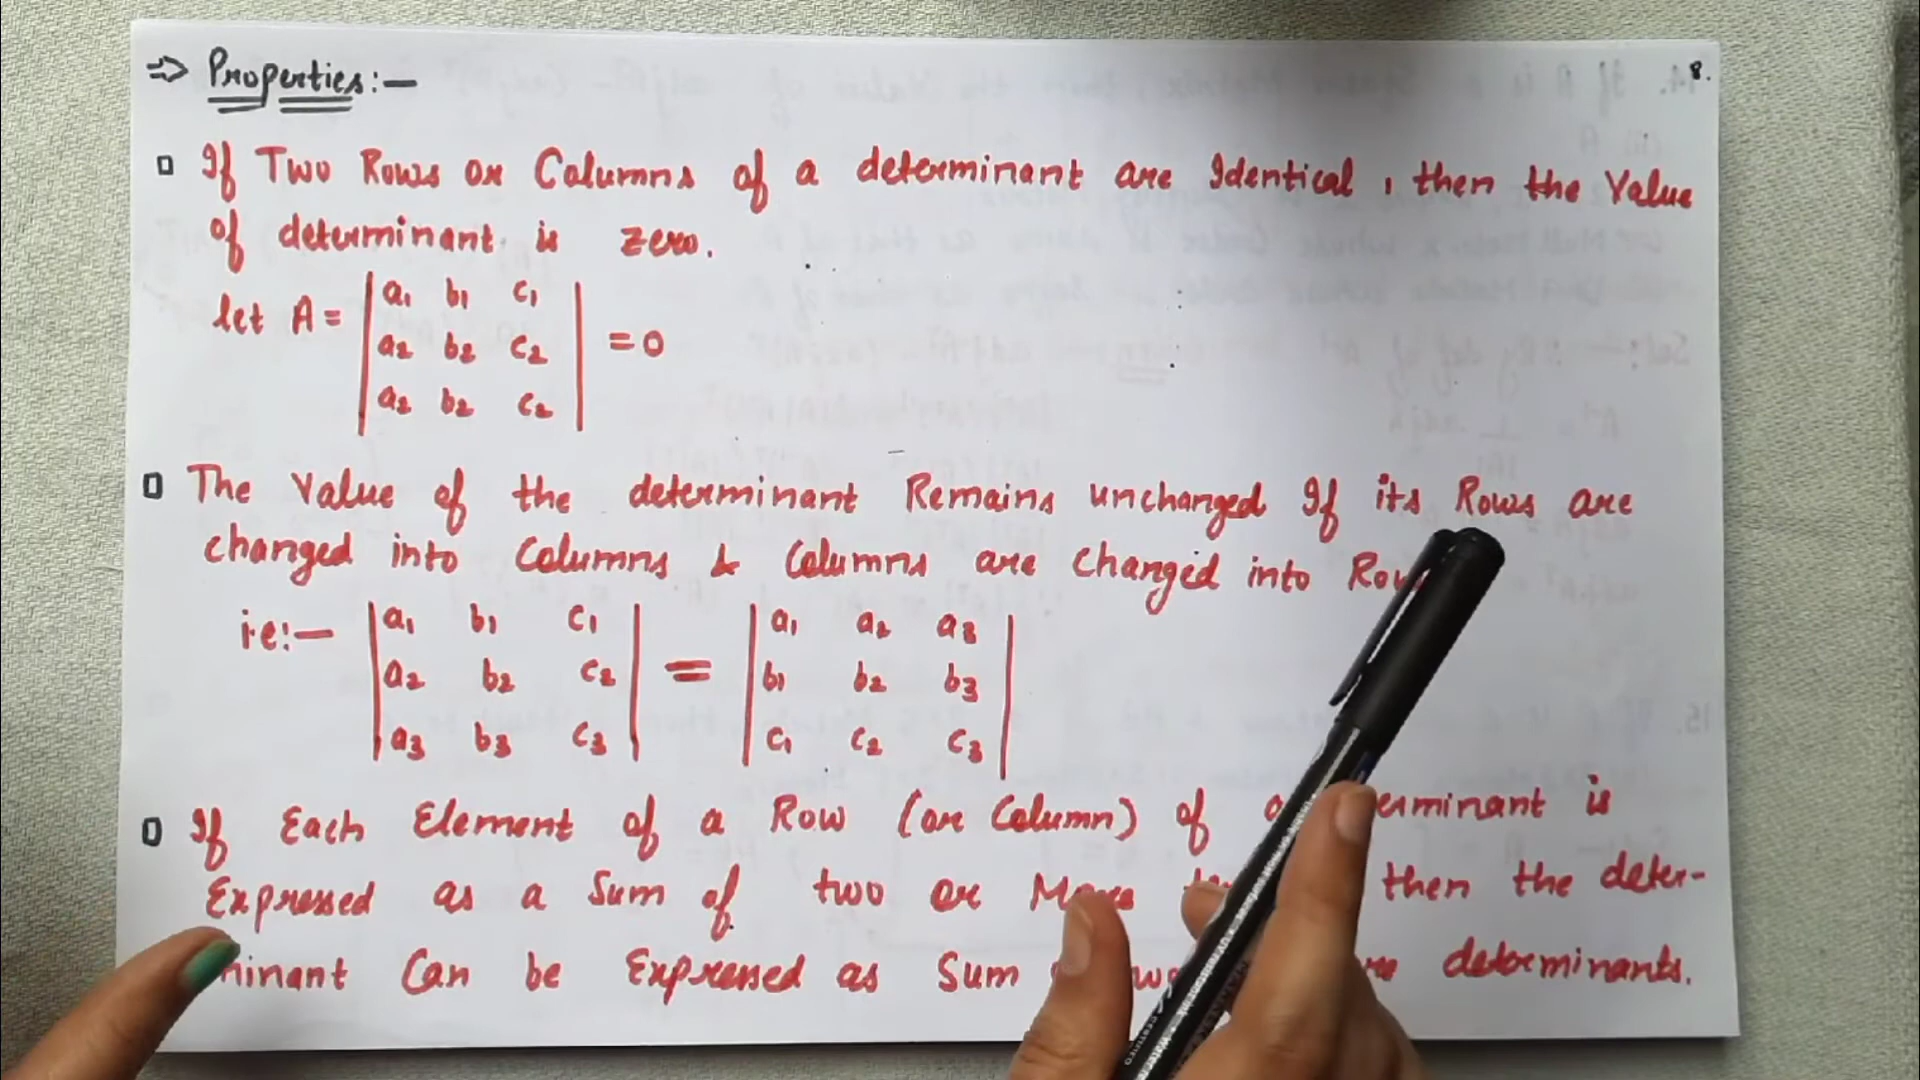 8.
⇒ Properties:—
▯ If Two Rows or Columns of a determinant are Identical, then the Value
of determinant is zero.
let A = | a₁ b₁ c₁ |
| a₂ b₂ c₂ | = 0
| a₂ b₂ c₂ |
▯ The Value of the determinant Remains unchanged If its Rows are
changed into Columns & Columns are changed into
i.e:— | a₁ b₁ c₁ | | a₁ a₂ a₃ |
| a₂ b₂ c₂ | = | b₁ b₂ b₃ |
| a₃ b₃ c₃ | | c₁ c₂ c₃ |
▯ If Each Element of a Row (or Column) of erminant is
Expressed as a Sum of two or More then the deter-
minant Can be Expressed as Sum determinants.